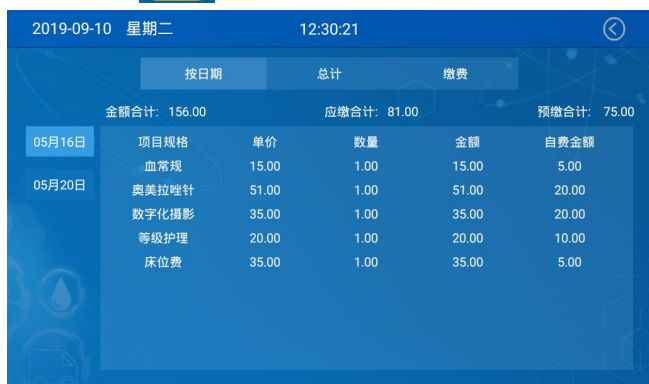 2019-09-10 星期二 12:30:21
按日期 总计 缴费
金额合计: 156.00 应缴合计: 81.00 预缴合计: 75.00
05月16日
05月20日
项目规格 单价 数量 金额 自费金额
血常规 15.00 1.00 15.00 5.00
奥美拉唑针 51.00 1.00 51.00 20.00
数字化摄影 35.00 1.00 35.00 20.00
等级护理 20.00 1.00 20.00 10.00
床位费 35.00 1.00 35.00 5.00